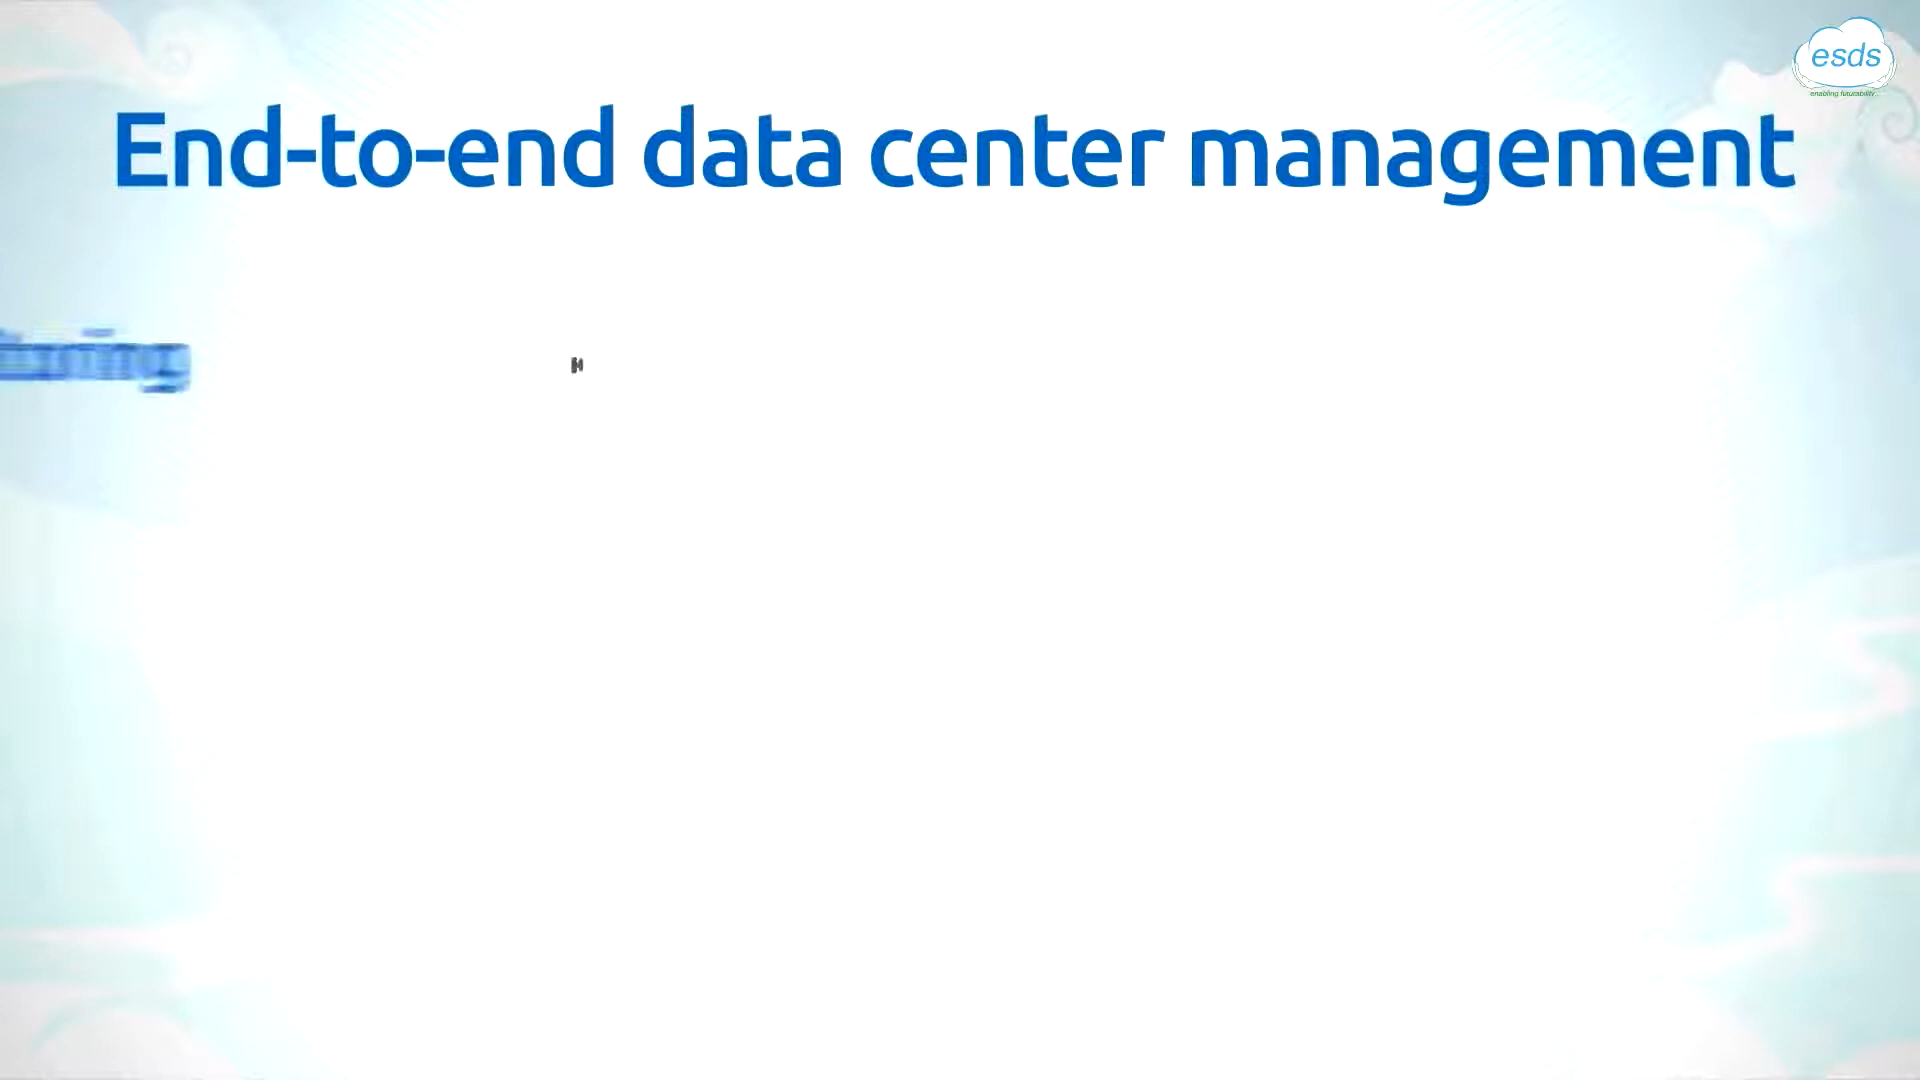 esds
enabling futurability...
End-to-end data center management